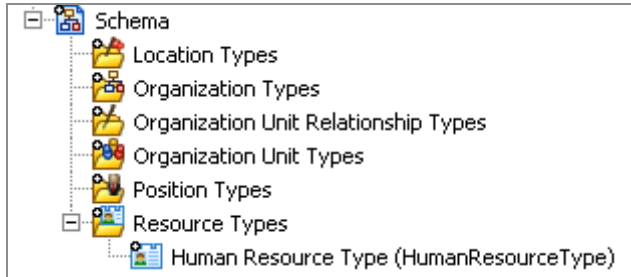 Schema
Location Types
Organization Types
Organization Unit Relationship Types
Organization Unit Types
Position Types
Resource Types
Human Resource Type (HumanResourceType)